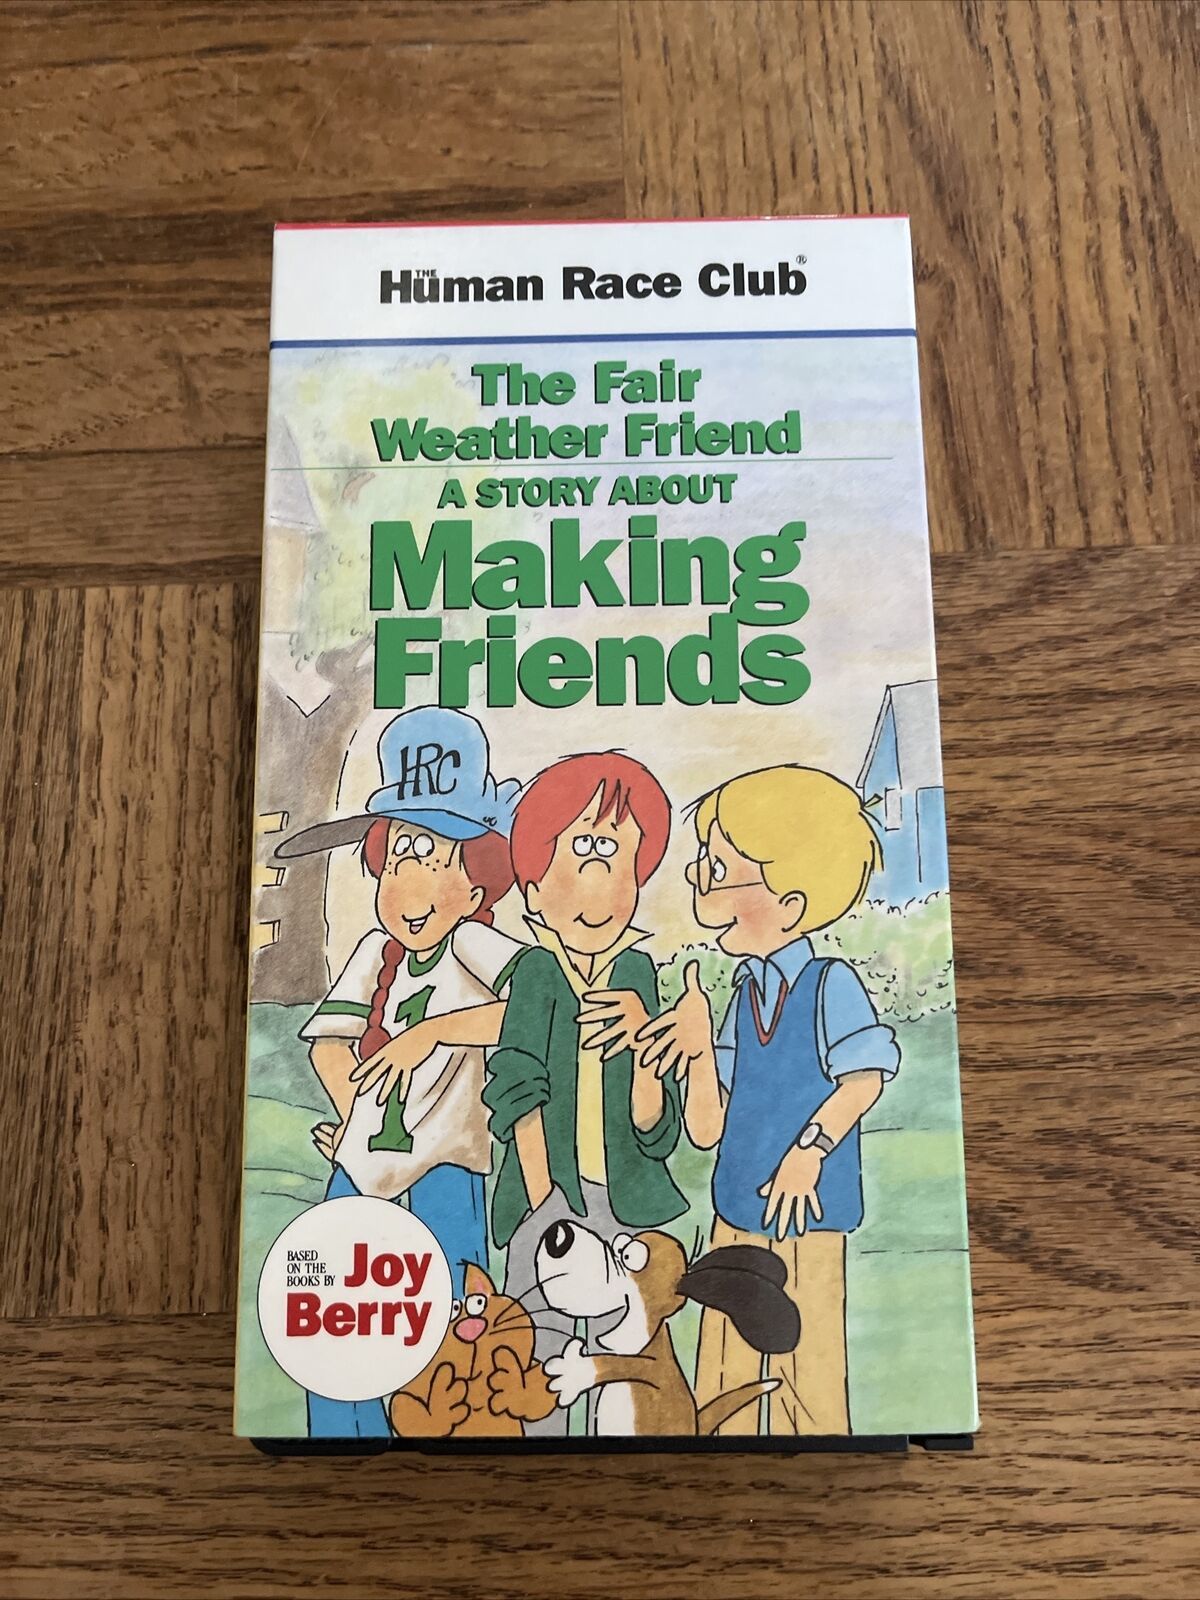 THE Human Race Club®
The Fair
Weather Friend
A STORY ABOUT
Making
Friends
HRC
1
BASED
ON THE
BOOKS BY Joy
Berry